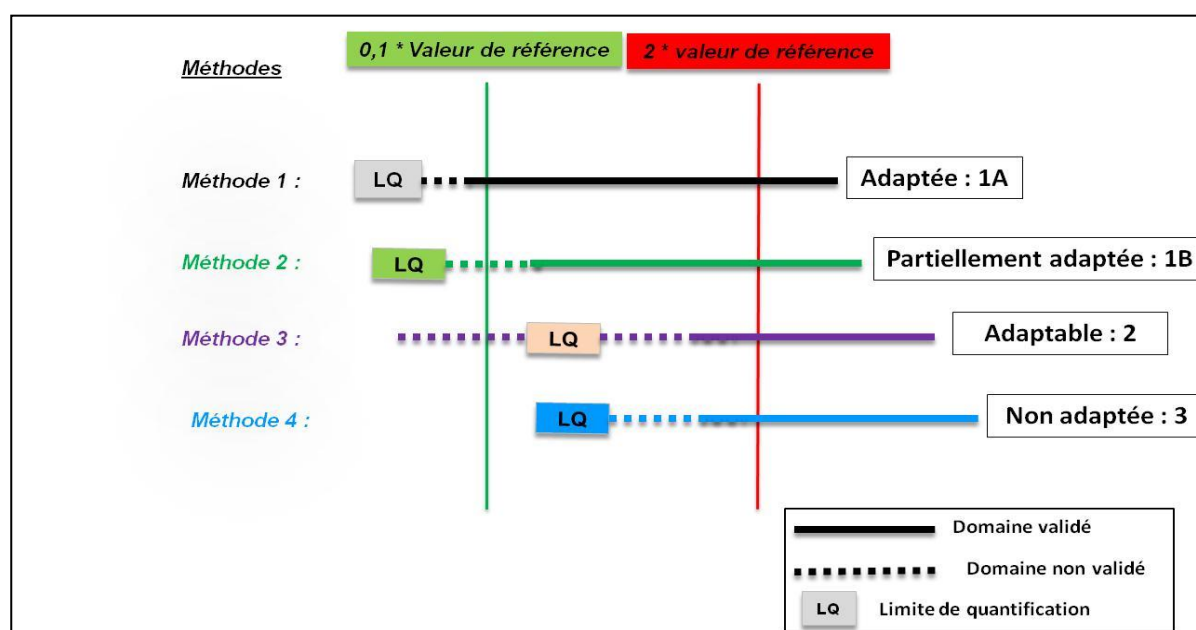 0,1 * Valeur de référence
2 * valeur de référence
Méthodes
Méthode 1 :
LQ
Adaptée : 1A
Méthode 2 :
LQ
Partiellement adaptée : 1B
Méthode 3 :
LQ
Adaptable : 2
Méthode 4 :
LQ
Non adaptée : 3
Domaine validé
Domaine non validé
LQ
Limite de quantification